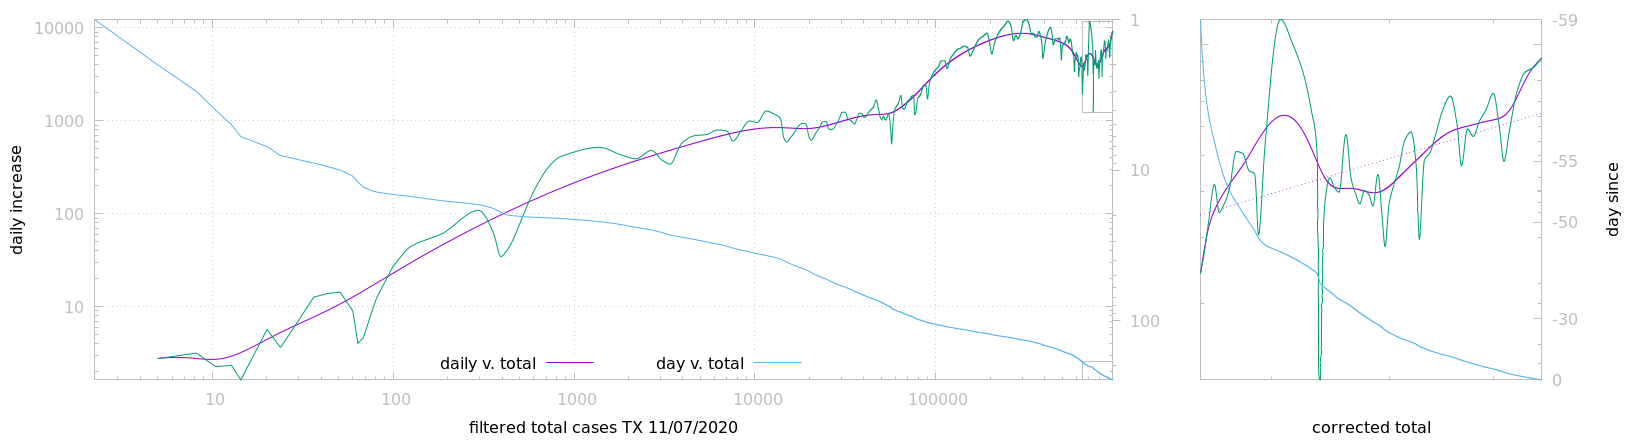 10000
1000
100
10
daily increase
10
100
1000
10000
100000
filtered total cases TX 11/07/2020
daily v. total
day v. total
1
10
100
-59
-55
-50
-30
0
day since
corrected total